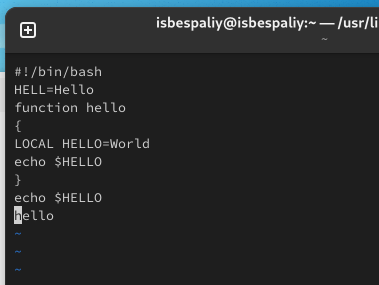 isbespaliy@isbespaliy:~ — /usr/li
~
#!/bin/bash
HELL=Hello
function hello
{
LOCAL HELLO=World
echo $HELLO
}
echo $HELLO
hello
~
~
~